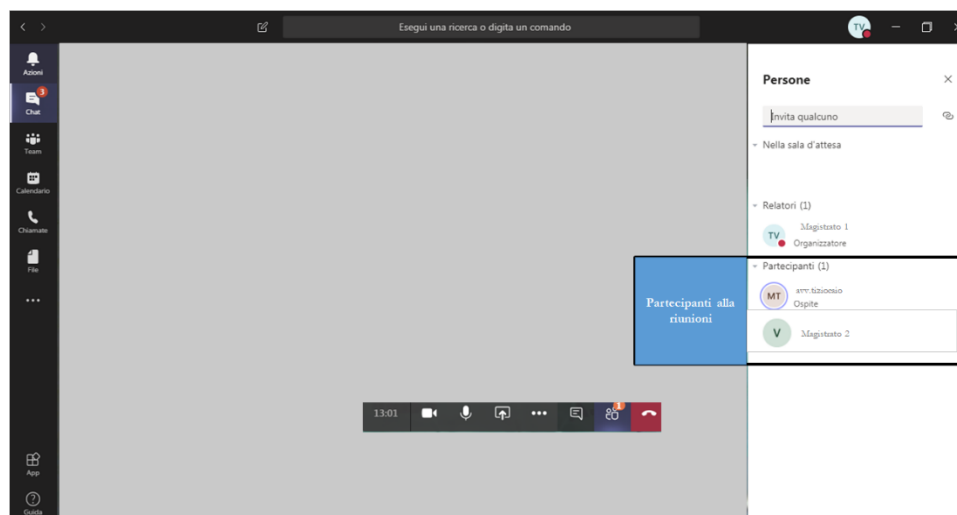 Esegui una ricerca o digita un comando
TV
Azioni
3
Chat
Team
Calendario
Chiamate
File
App
Guida
13:01
1
Partecipanti alla
riunioni
Persone
Invita qualcuno
Nella sala d'attesa
Relatori (1)
TV
Magistrato 1
Organizzatore
Partecipanti (1)
MT
avv.tiziocaio
Ospite
V
Magistrato 2